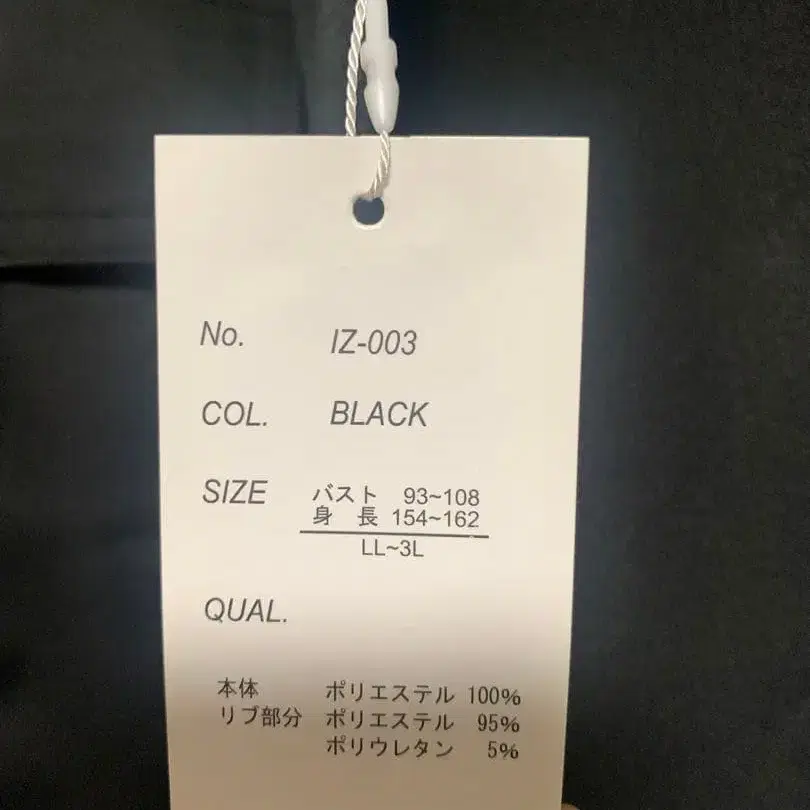 No. IZ-003
COL. BLACK
SIZE バスト 93~108
身 長 154~162
LL~3L
QUAL.
本体 ポリエステル 100%
リブ部分 ポリエステル 95%
ポリウレタン 5%